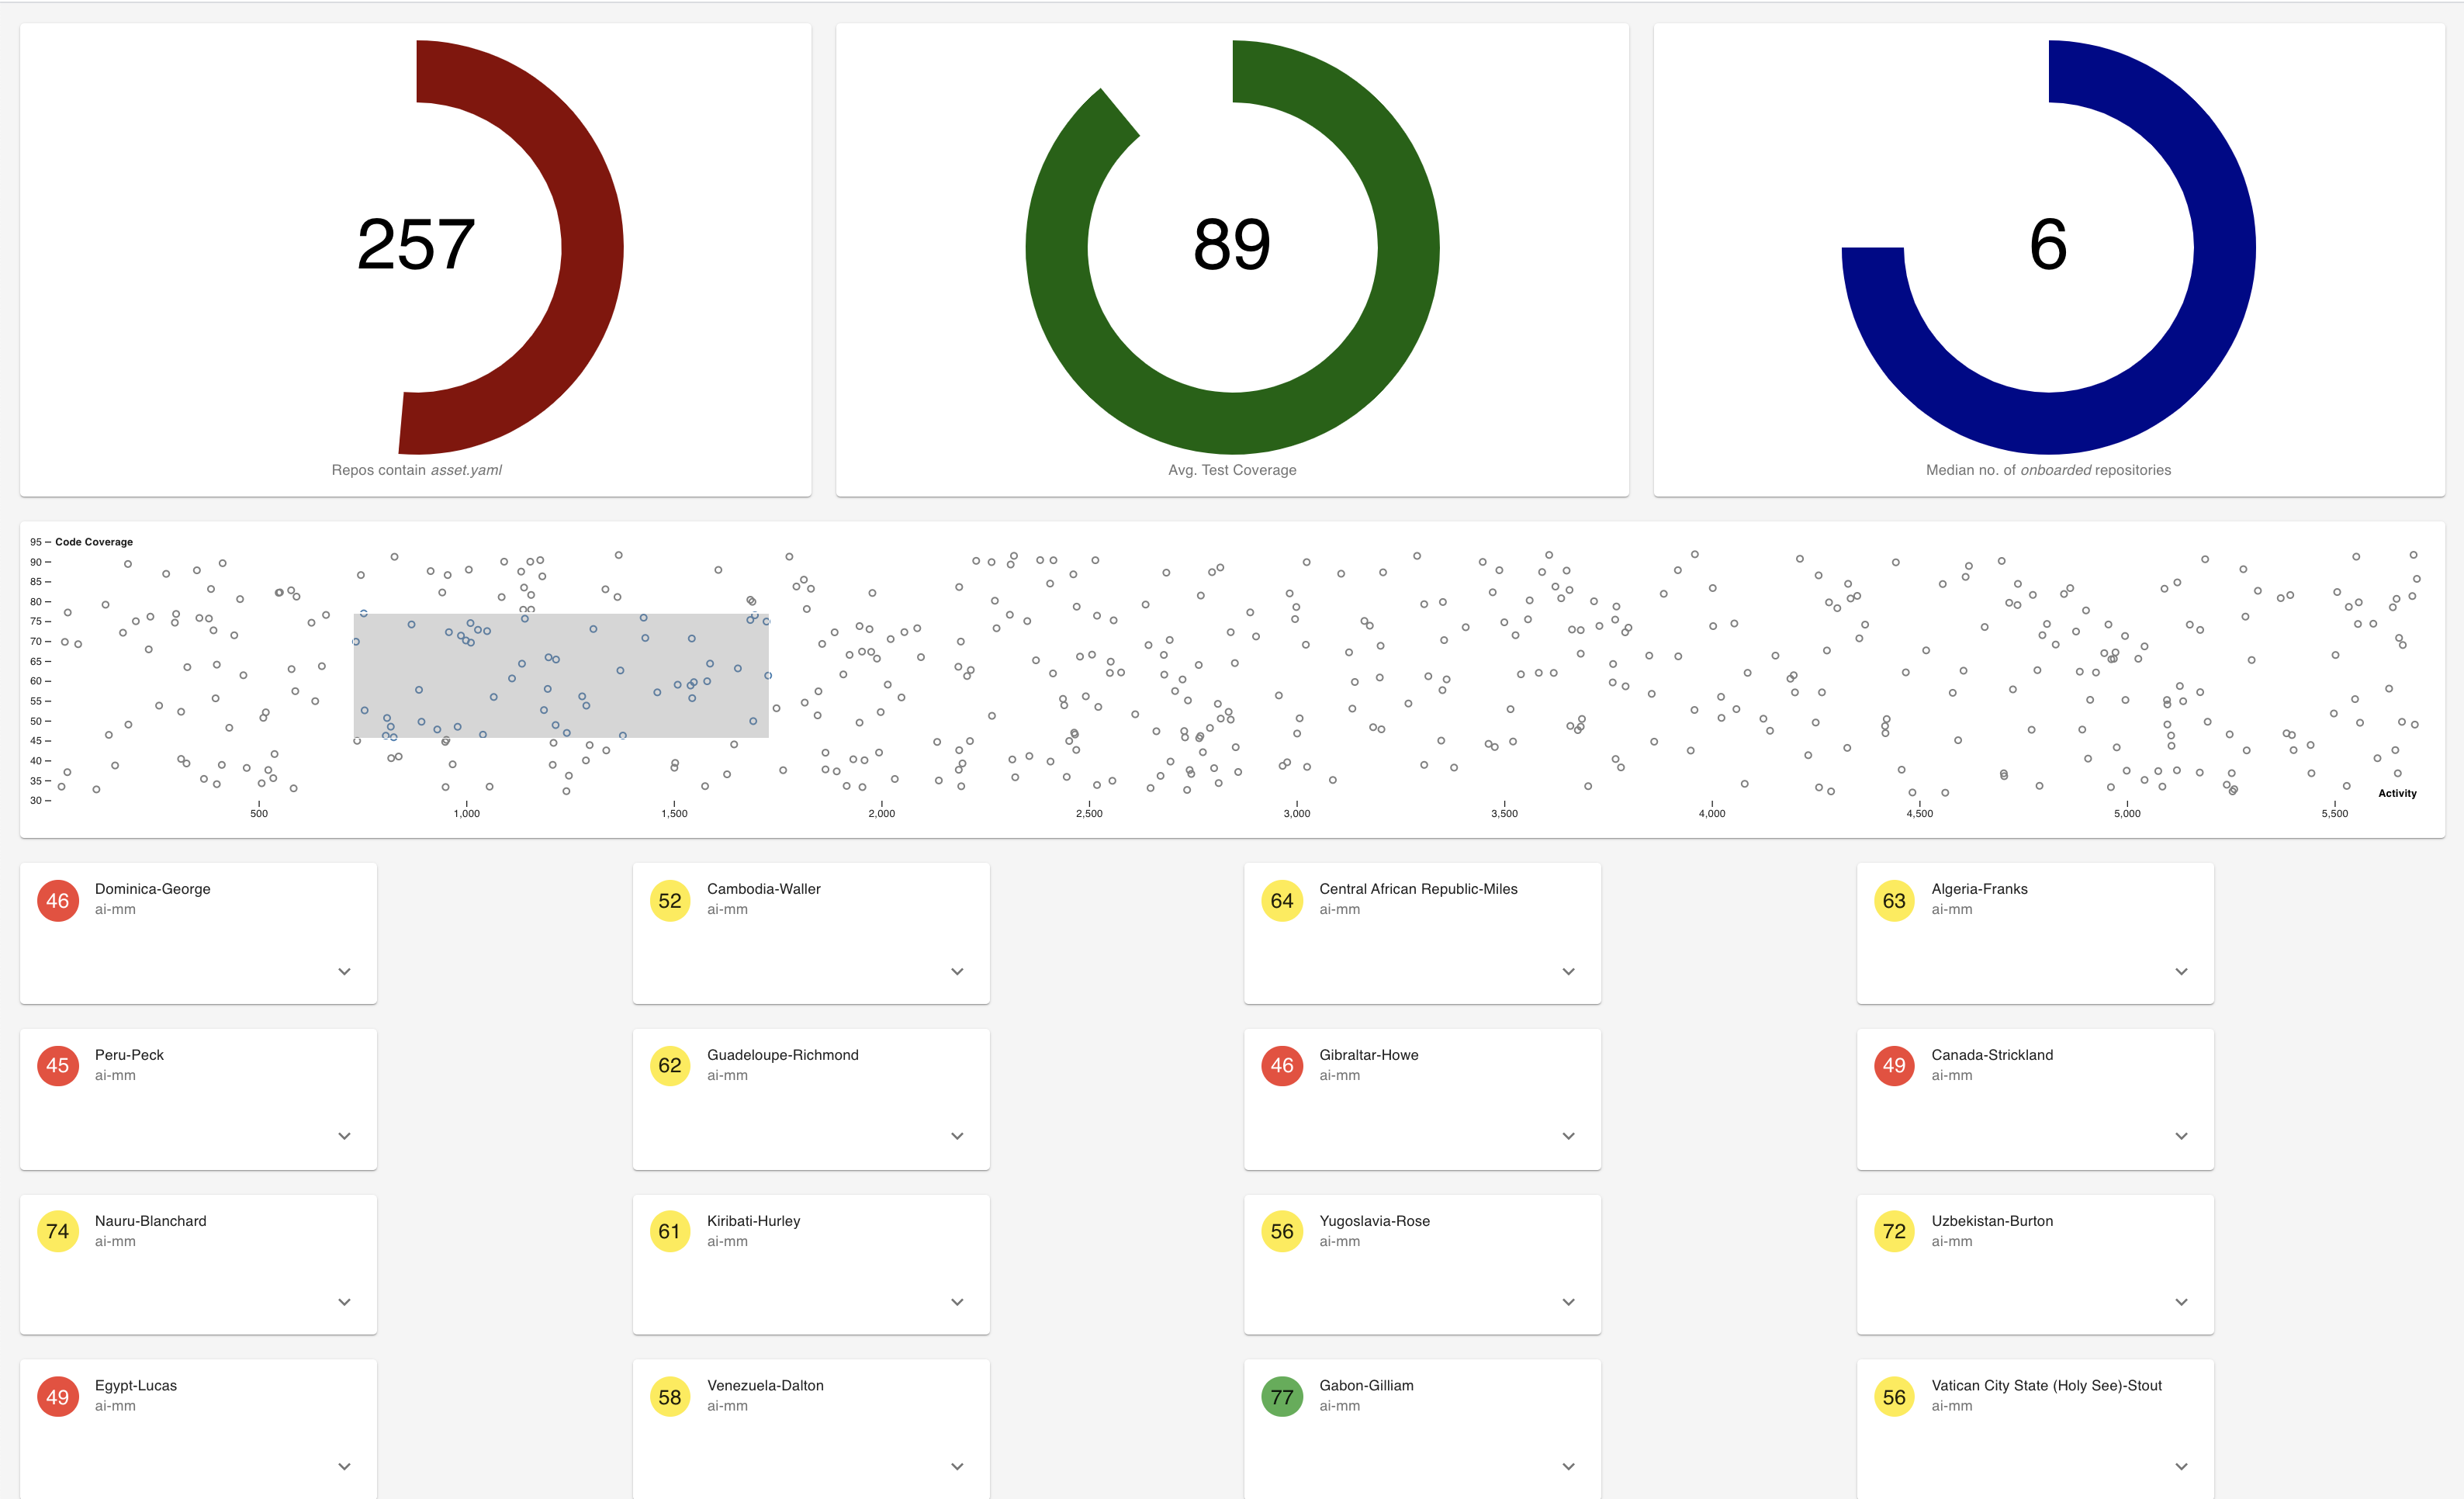 257
89
6
Repos contain asset.yaml
Avg. Test Coverage
Median no. of onboarded repositories
95
Code Coverage
90
85
80
75
70
65
60
55
50
45
40
35
30
Activity
500
1,000
1,500
2,000
2,500
3,000
3,500
4,000
4,500
5,000
5,500
46
Dominica-George
ai-mm
52
Cambodia-Waller
ai-mm
64
Central African Republic-Miles
ai-mm
63
Algeria-Franks
ai-mm
45
Peru-Peck
ai-mm
62
Guadeloupe-Richmond
ai-mm
46
Gibraltar-Howe
ai-mm
49
Canada-Strickland
ai-mm
74
Nauru-Blanchard
ai-mm
61
Kiribati-Hurley
ai-mm
56
Yugoslavia-Rose
ai-mm
72
Uzbekistan-Burton
ai-mm
49
Egypt-Lucas
ai-mm
58
Venezuela-Dalton
ai-mm
77
Gabon-Gilliam
ai-mm
56
Vatican City State (Holy See)-Stout
ai-mm